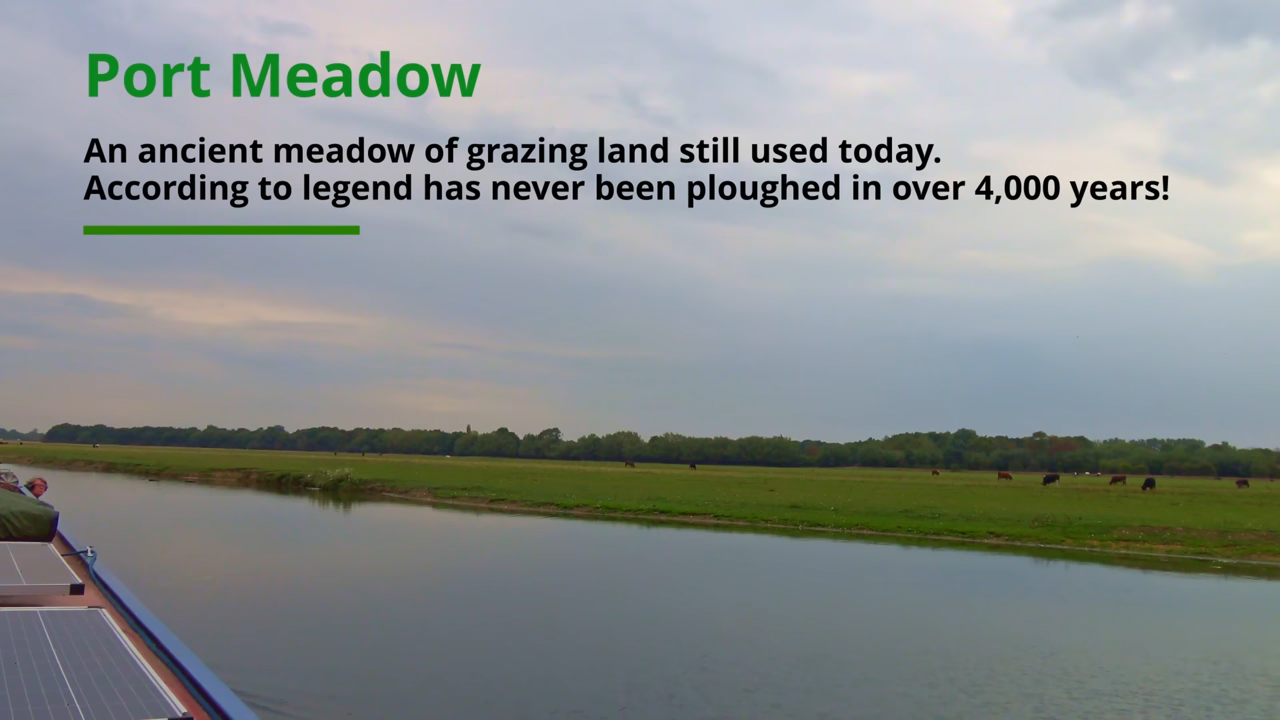 Port Meadow
An ancient meadow of grazing land still used today.
According to legend has never been ploughed in over 4,000 years!